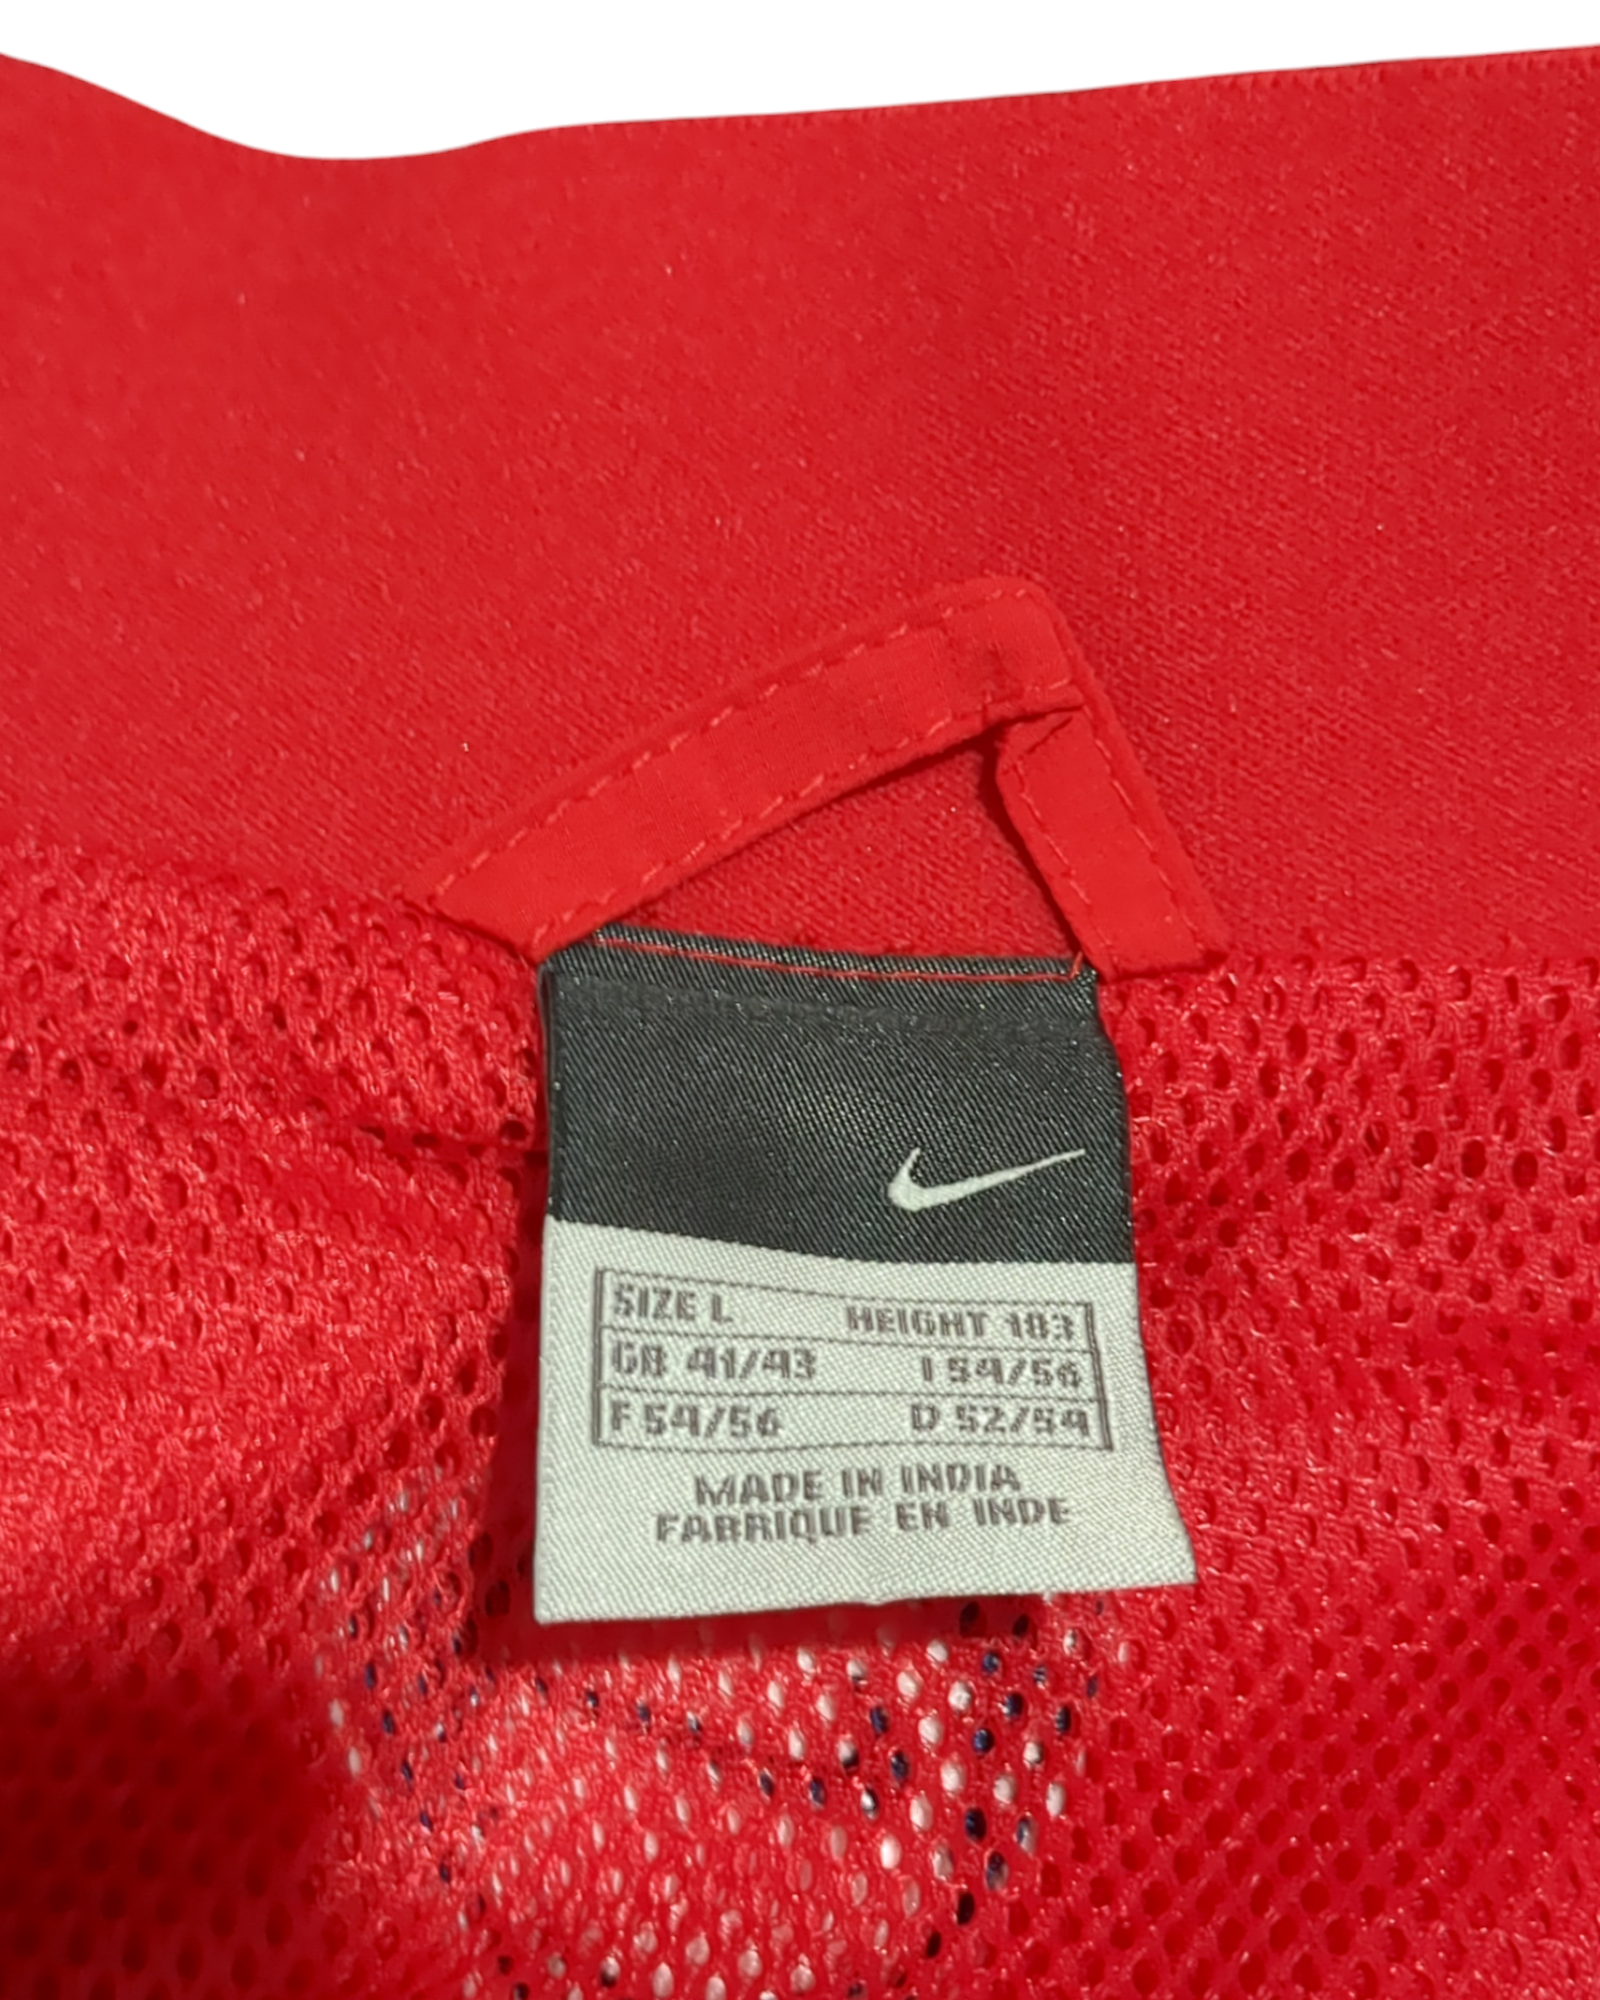 SIZE L HEIGHT 183
GB 41/43 I 54/56
F 54/56 D 52/54
MADE IN INDIA
FABRIQUE EN INDE